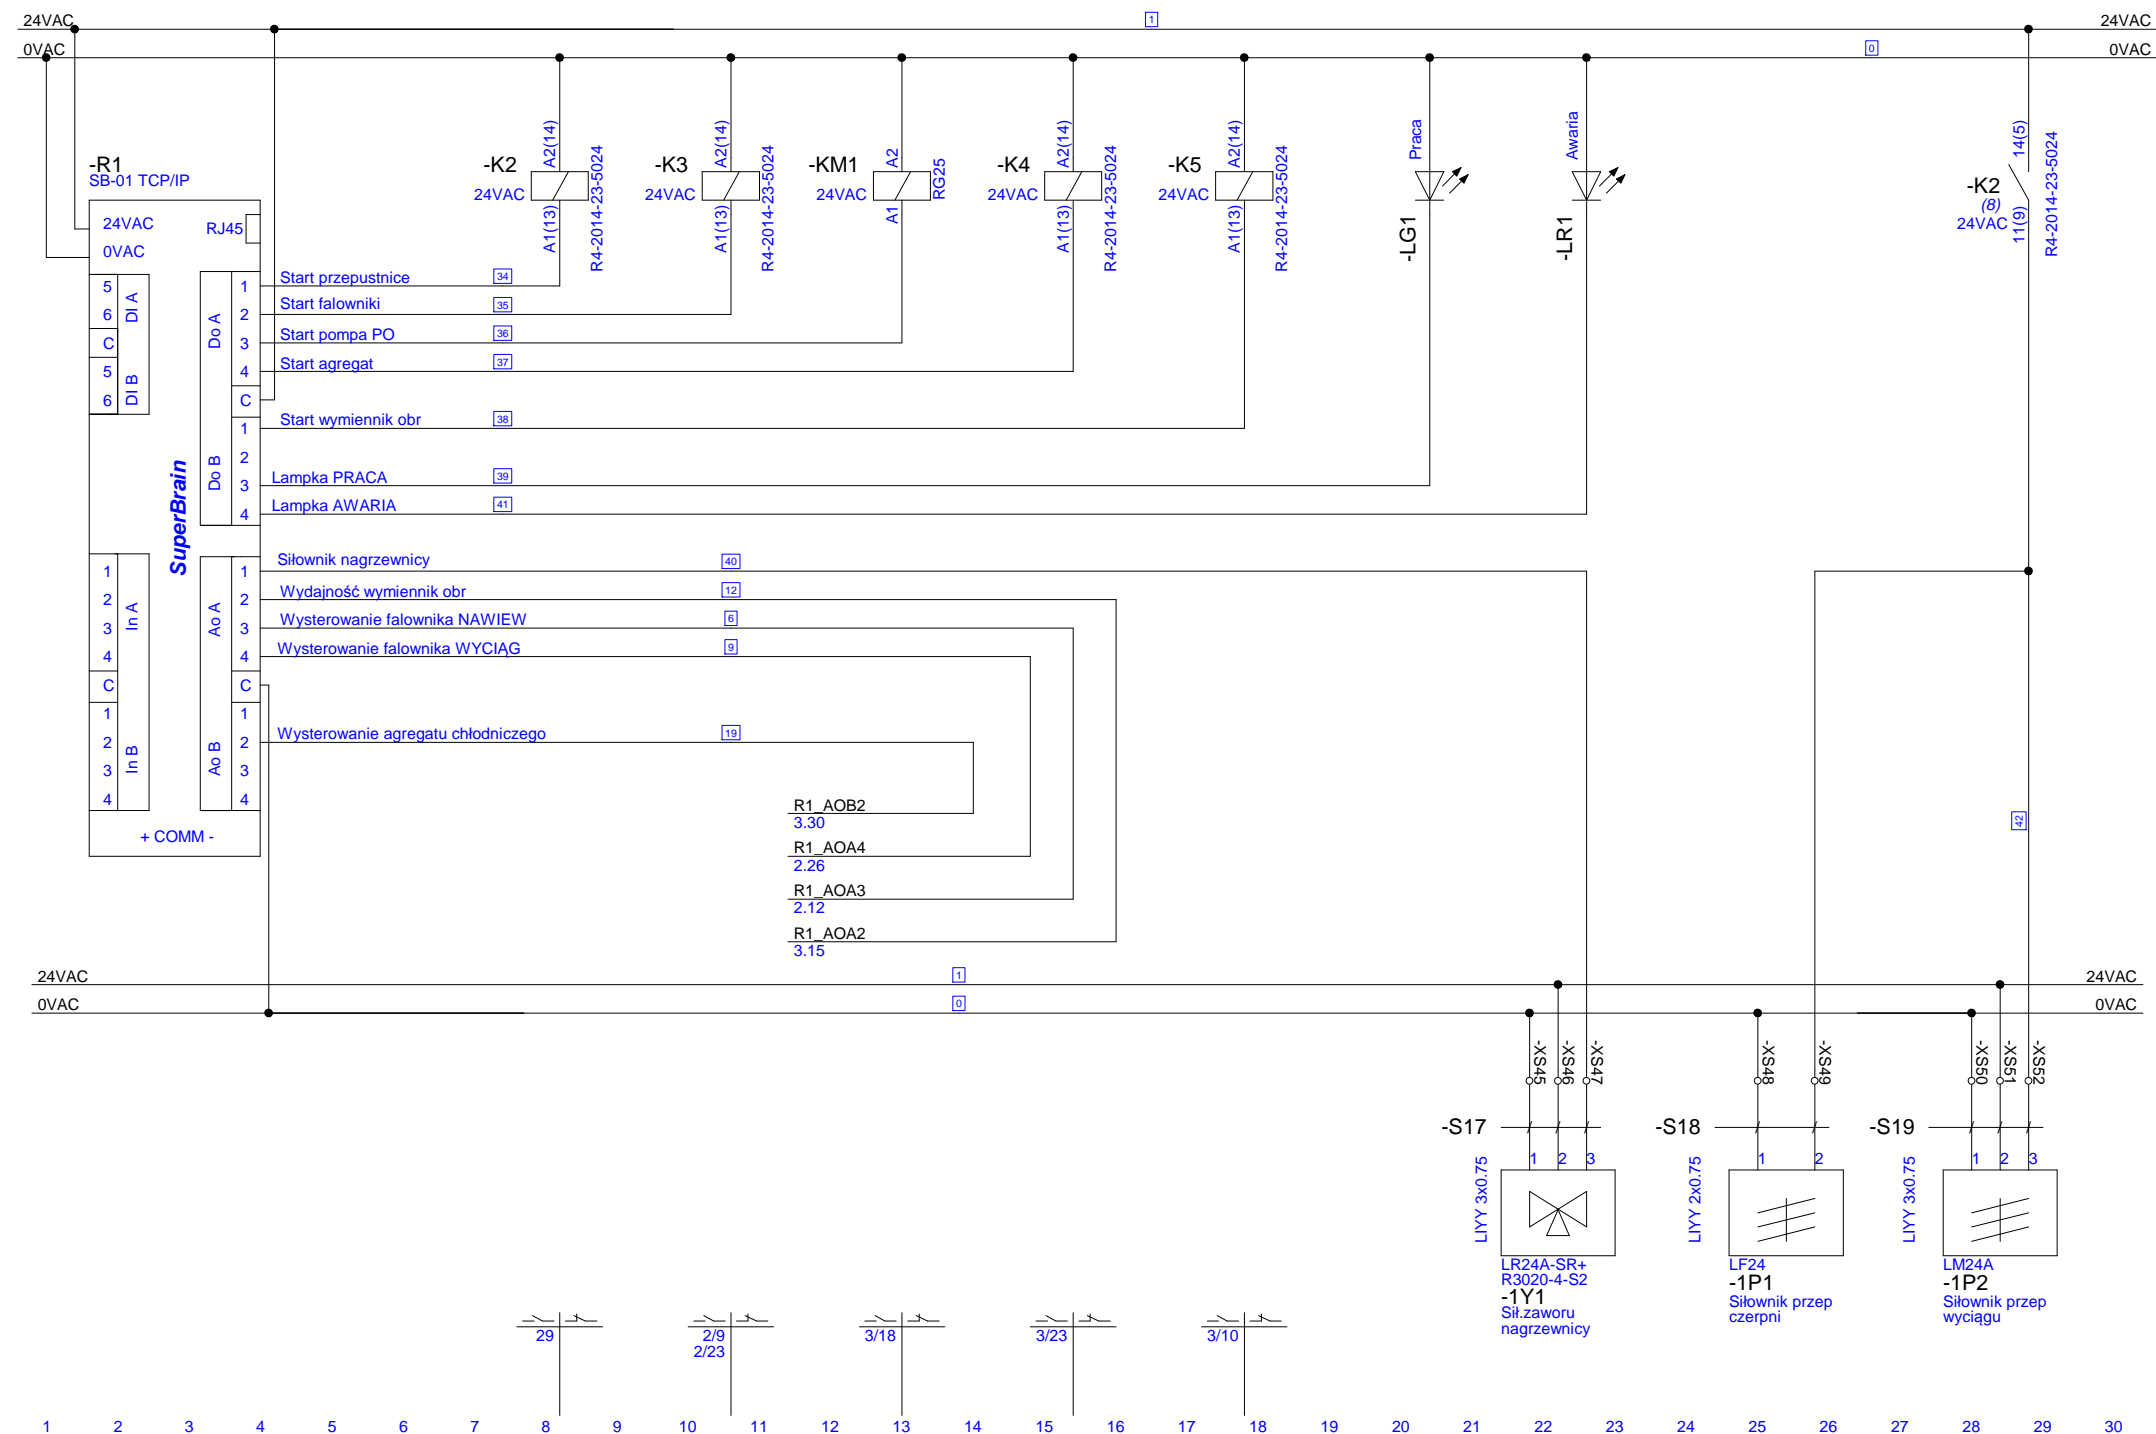 24VAC
1
24VAC
0VAC
0
0VAC
-R1
SB-01 TCP/IP
24VAC
RJ45
0VAC
5
6
DI A
C
5
6
DI B
SuperBrain
Do A
1
2
3
4
C
Do B
1
2
3
4
1
2
3
4
In A
C
1
2
3
4
In B
Ao A
1
2
3
4
C
Ao B
1
2
3
4
+ COMM -
Start przepustnice
34
Start falowniki
35
Start pompa PO
36
Start agregat
37
Start wymiennik obr
38
Lampka PRACA
39
Lampka AWARIA
41
Siłownik nagrzewnicy
40
Wydajność wymiennik obr
12
Wysterowanie falownika NAWIEW
6
Wysterowanie falownika WYCIĄG
9
Wysterowanie agregatu chłodniczego
19
-K2
24VAC
A2(14)
A1(13)
R4-2014-23-5024
-K3
24VAC
A2(14)
A1(13)
R4-2014-23-5024
-KM1
24VAC
A2
A1
RG25
-K4
24VAC
A2(14)
A1(13)
R4-2014-23-5024
-K5
24VAC
A2(14)
A1(13)
R4-2014-23-5024
Praca
-LG1
Awaria
-LR1
-K2
(8)
24VAC
14(5)
11(9)
R4-2014-23-5024
42
R1_AOB2
3.30
R1_AOA4
2.26
R1_AOA3
2.12
R1_AOA2
3.15
24VAC
1
24VAC
0VAC
0
0VAC
-XS45
-XS46
-XS47
-XS48
-XS49
-XS50
-XS51
-XS52
-S17
LIYY 3x0.75
1 2 3
LR24A-SR+
R3020-4-S2
-1Y1
Sił.zaworu
nagrzewnicy
-S18
LIYY 2x0.75
1 2
LF24
-1P1
Siłownik przep
czerpni
-S19
LIYY 3x0.75
1 2 3
LM24A
-1P2
Siłownik przep
wyciągu
29
2/9
2/23
3/18
3/23
3/10
1 2 3 4 5 6 7 8 9 10 11 12 13 14 15 16 17 18 19 20 21 22 23 24 25 26 27 28 29 30